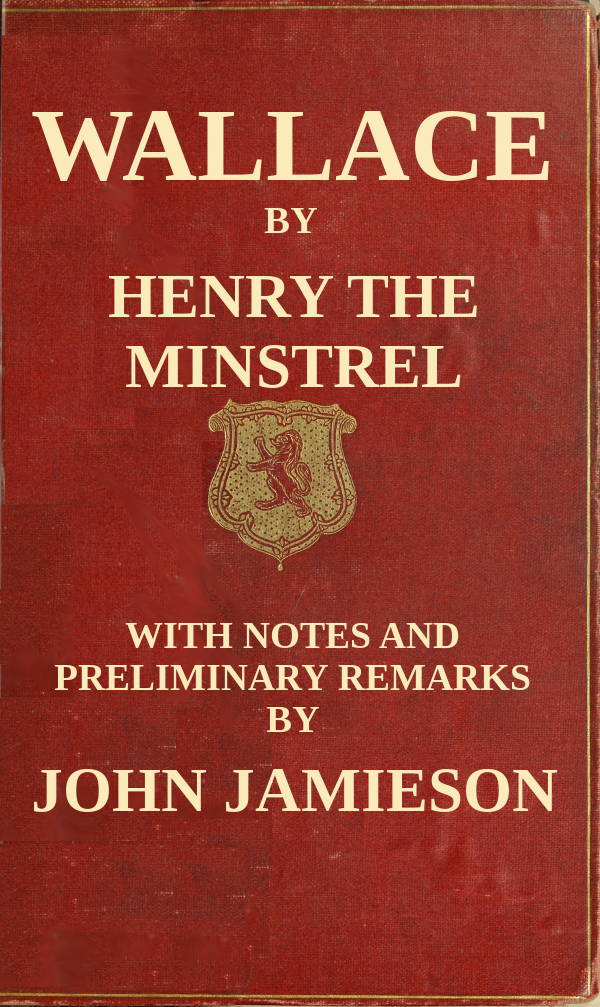 WALLACE
BY
HENRY THE
MINSTREL
WITH NOTES AND
PRELIMINARY REMARKS
BY
JOHN JAMIESON